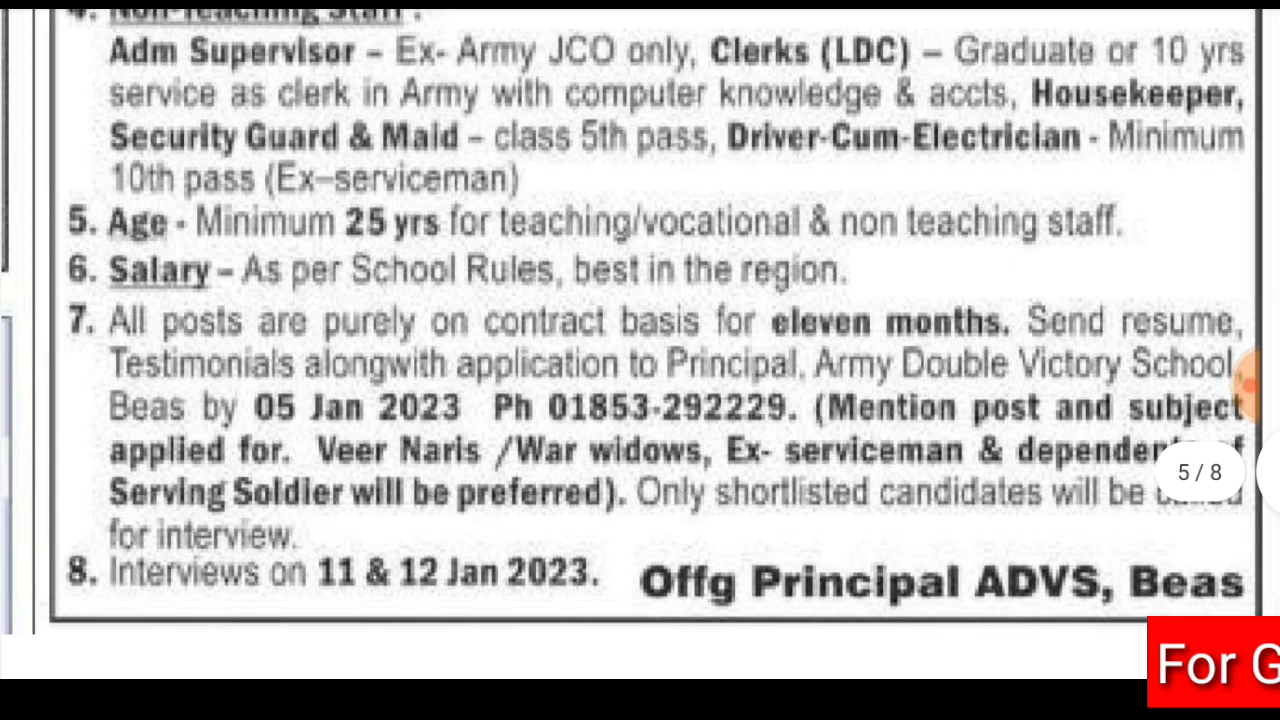 4. Non-Teaching Staff :
Adm Supervisor – Ex- Army JCO only, Clerks (LDC) – Graduate or 10 yrs
service as clerk in Army with computer knowledge & accts, Housekeeper,
Security Guard & Maid – class 5th pass, Driver-Cum-Electrician - Minimum
10th pass (Ex–serviceman)
5. Age - Minimum 25 yrs for teaching/vocational & non teaching staff.
6. Salary – As per School Rules, best in the region.
7. All posts are purely on contract basis for eleven months. Send resume,
Testimonials alongwith application to Principal, Army Double Victory School,
Beas by 05 Jan 2023 Ph 01853-292229. (Mention post and subject
applied for. Veer Naris /War widows, Ex- serviceman & dependent of
5 / 8
Serving Soldier will be preferred). Only shortlisted candidates will be
for interview.
8. Interviews on 11 & 12 Jan 2023. Offg Principal ADVS, Beas
For G